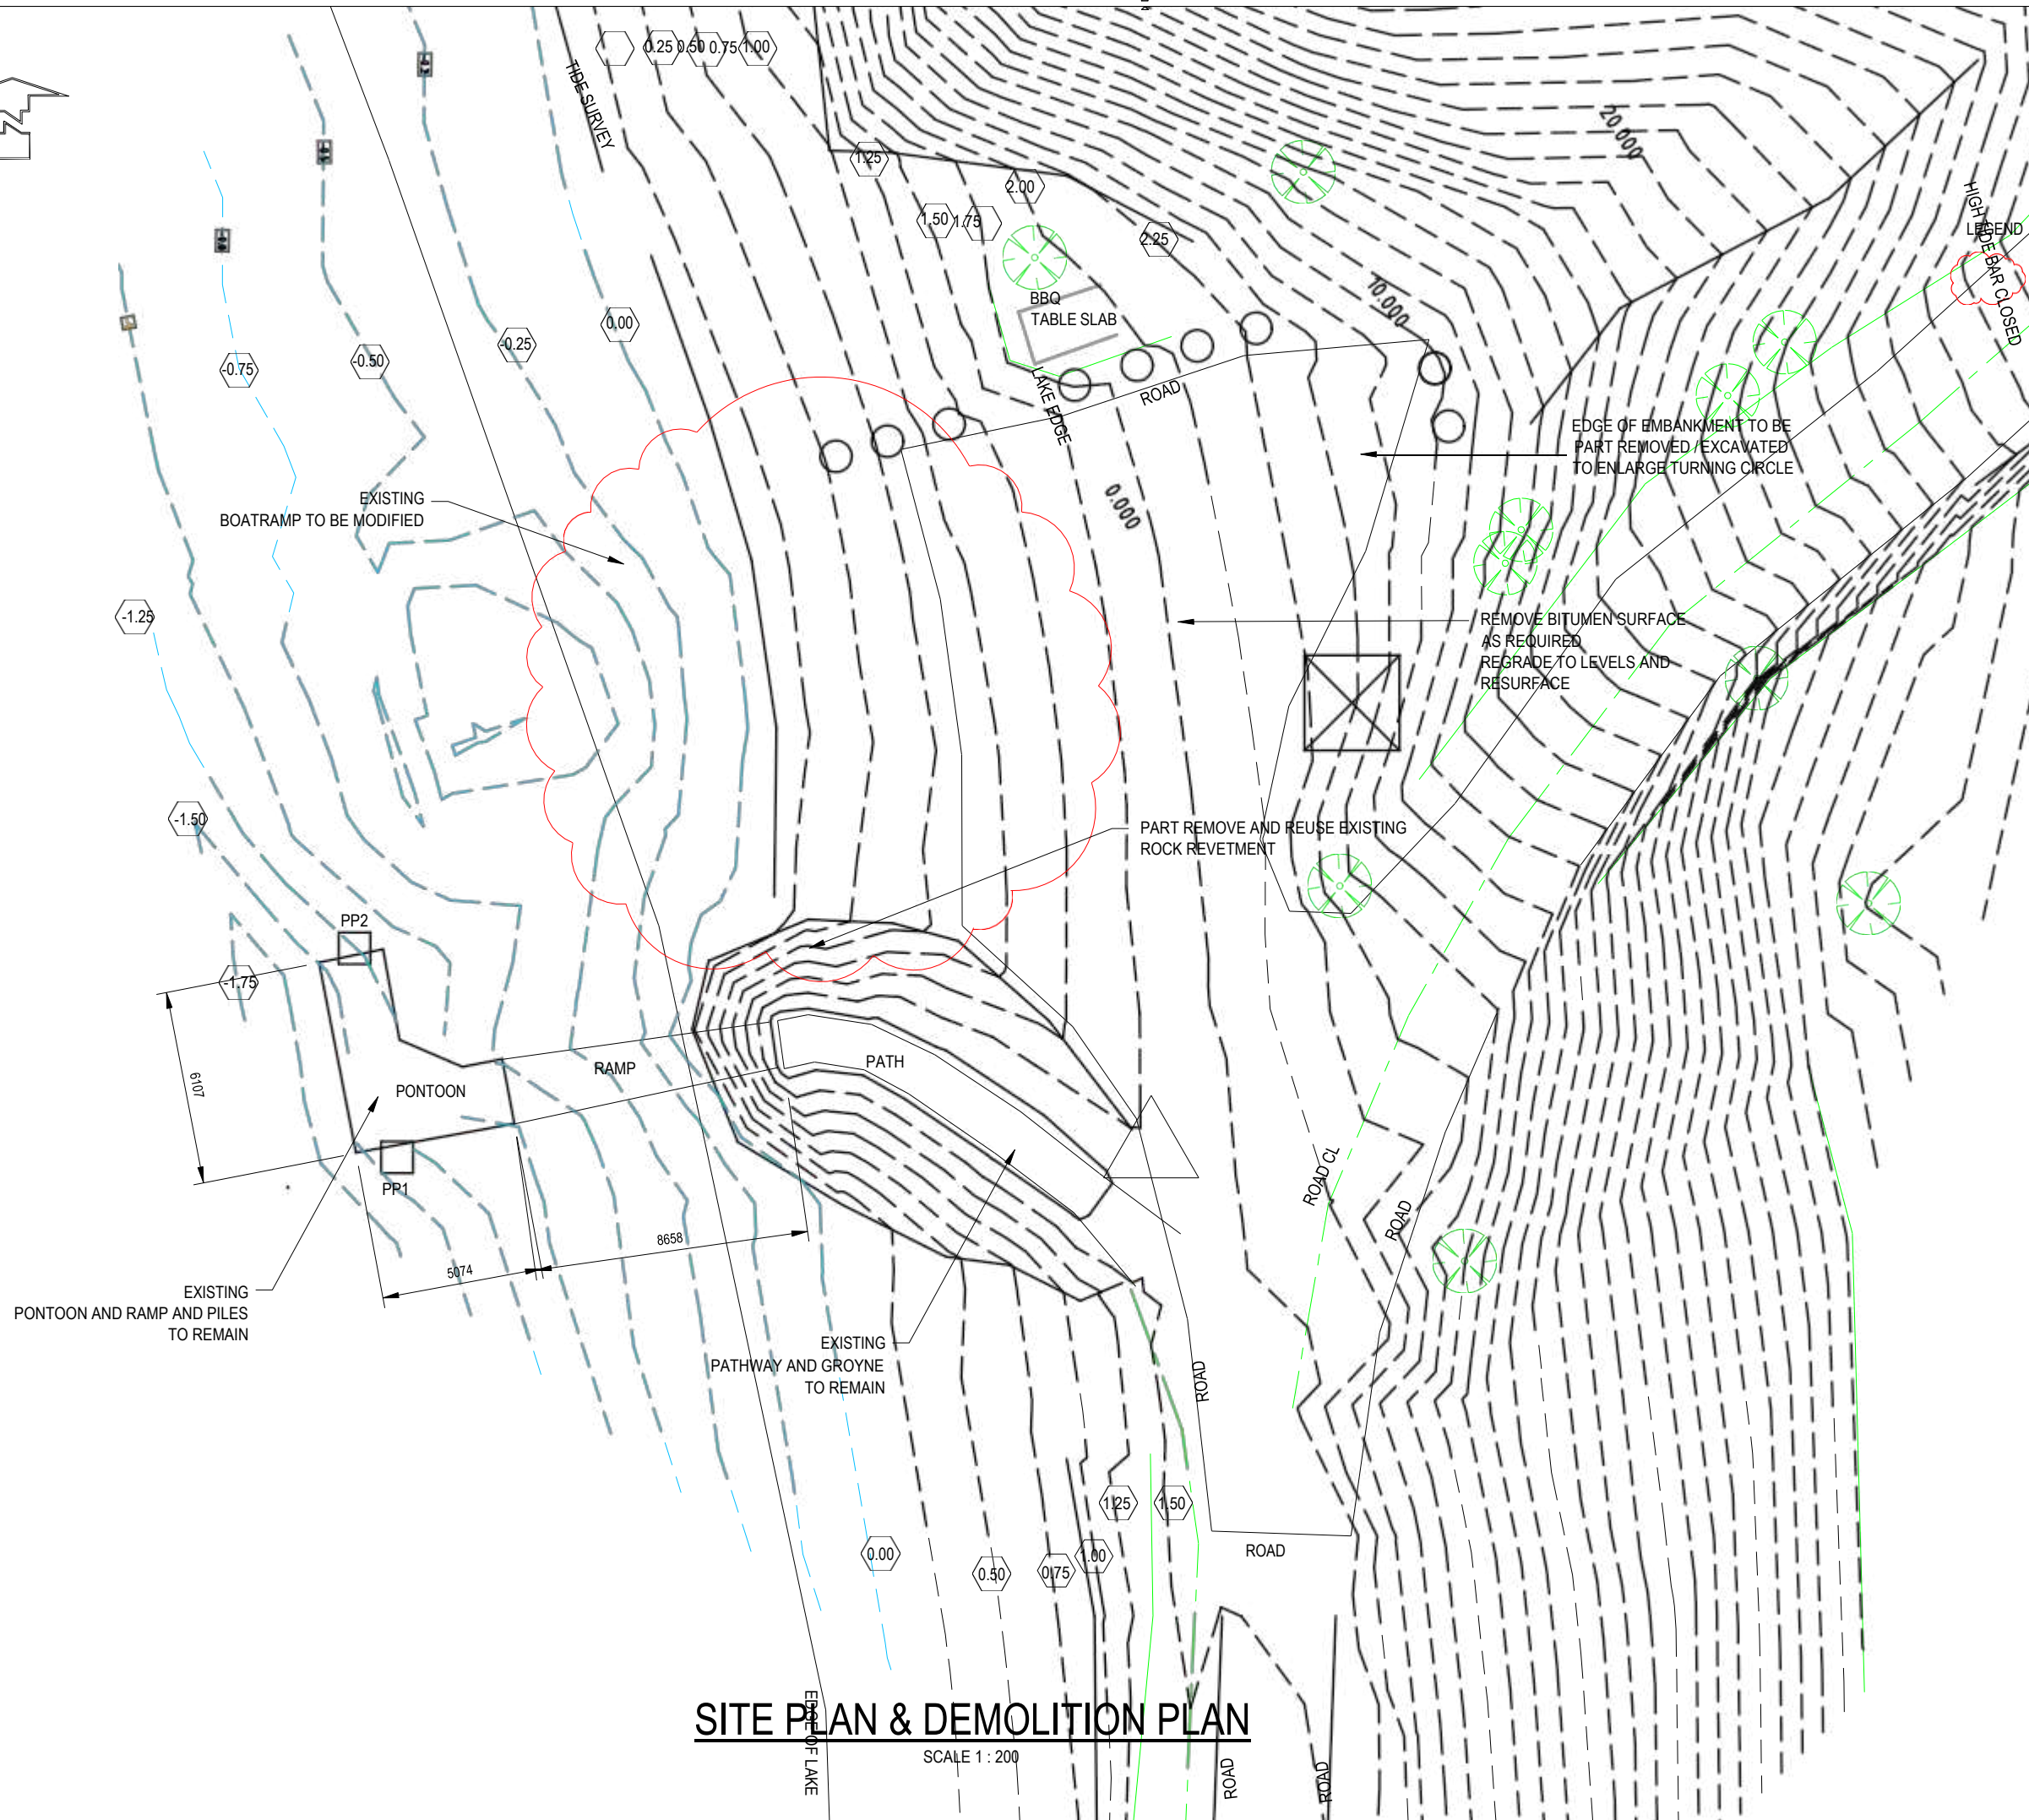 0.25
0.50
0.75
1.00
TIDE SURVEY
20.000
1.25
2.00
1.50
1.75
2.25
HIGH TIDE BAR CLOSED
LEGEND
BBQ
TABLE SLAB
10.000
0.00
-0.25
-0.50
-0.75
LAKE EDGE
ROAD
EDGE OF EMBANKMENT TO BE
PART REMOVED / EXCAVATED
TO ENLARGE TURNING CIRCLE
EXISTING
BOATRAMP TO BE MODIFIED
0.000
-1.25
REMOVE BITUMEN SURFACE
AS REQUIRED
REGRADE TO LEVELS AND
RESURFACE
-1.50
PART REMOVE AND REUSE EXISTING
ROCK REVETMENT
PP2
-1.75
RAMP
PATH
PONTOON
6107
PP1
ROAD CL
ROAD
8658
5074
EXISTING
PONTOON AND RAMP AND PILES
TO REMAIN
EXISTING
PATHWAY AND GROYNE
TO REMAIN
ROAD
1.25
1.50
0.00
0.50
0.75
1.00
ROAD
EDGE OF LAKE
SITE PLAN & DEMOLITION PLAN
SCALE 1 : 200
ROAD
ROAD